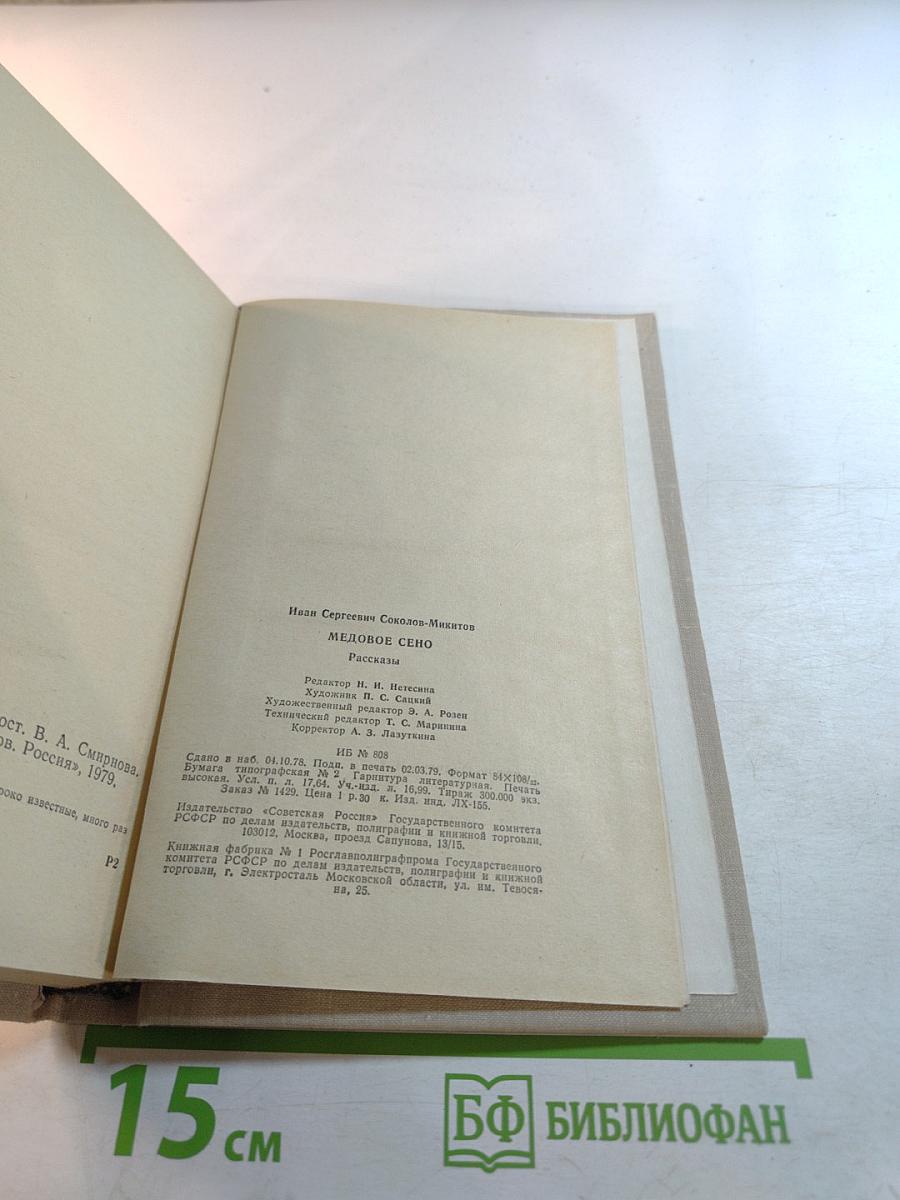 ост. В. А. Смирнова.
ов. Россия», 1979.
роко известные, много раз
Р2
Иван Сергеевич Соколов-Микитов
МЕДОВОЕ СЕНО
Рассказы
Редактор Н. И. Нетесина
Художник П. С. Сацкий
Художественный редактор Э. А. Розен
Технический редактор Т. С. Маринина
Корректор А. З. Лазуткина
ИБ № 808
Сдано в наб. 04.10.78. Подп. в печать 02.03.79. Формат 84×108/32.
Бумага типографская № 2. Гарнитура литературная. Печать
высокая. Усл. п. л. 17,64. Уч.-изд. л. 16,99. Тираж 300.000 экз.
Заказ № 1429. Цена 1 р.30 к. Изд. инд. ЛХ-155.
Издательство «Советская Россия» Государственного комитета
РСФСР по делам издательств, полиграфии и книжной торговли.
103012, Москва, проезд Сапунова, 13/15.
Книжная фабрика № 1 Росглавполиграфпрома Государственного
комитета РСФСР по делам издательств, полиграфии и книжной
торговли, г. Электросталь Московской области, ул. им. Тевося-
на, 25.
15 см
БФ БИБЛИОФАН